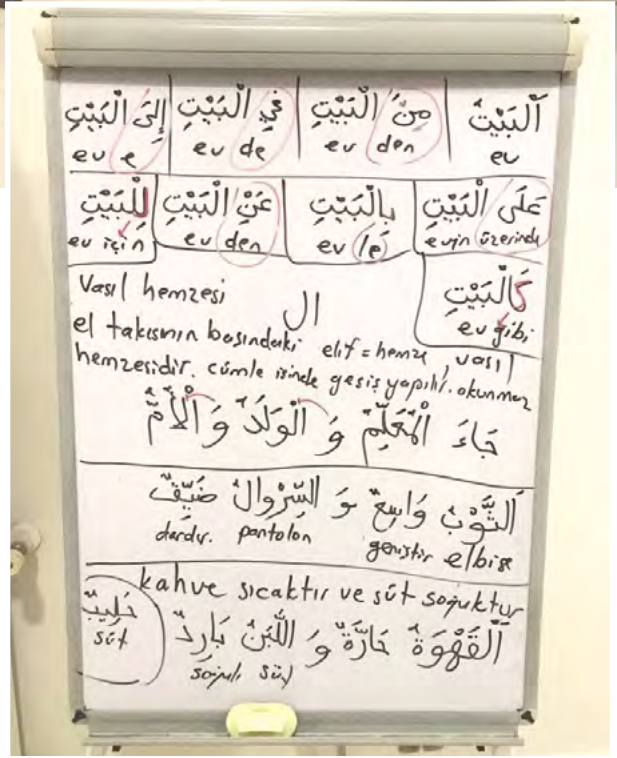 اَلْبَيْتُ مِنَ الْبَيْتِ فِي الْبَيْتِ إِلَى الْبَيْتِ
ev ev den ev de ev e
عَلَى الْبَيْتِ بِالْبَيْتِ عَنِ الْبَيْتِ لِلْبَيْتِ
evin üzerinde ev le ev den ev için
كَالْبَيْتِ
ev gibi
Vasıl hemzesi ال
el takısının başındaki elif = hemze, vasıl
hemzesidir. cümle içinde geçiş yapılır. okunmaz
جَاءَ الْمُعَلِّمُ وَ الْوَلَدُ وَ الْأُمُّ
اَلثَّوْبُ وَاسِعٌ وَ السِّرْوَالُ ضَيِّقٌ
elbise geniştir pantolon dardır.
kahve sıcaktır ve süt soğuktur
اَلْقَهْوَةُ حَارَّةٌ وَ اللَّبَنُ بَارِدٌ
süt soğuk
حَلِيبٌ
süt